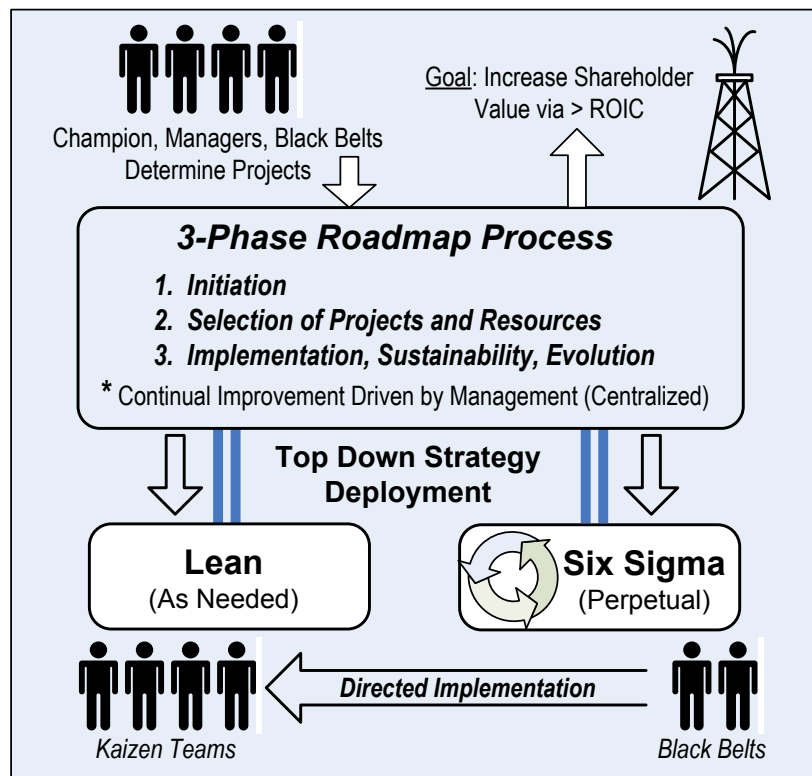 Champion, Managers, Black Belts
Determine Projects
Goal: Increase Shareholder
Value via > ROIC
3-Phase Roadmap Process
1. Initiation
2. Selection of Projects and Resources
3. Implementation, Sustainability, Evolution
* Continual Improvement Driven by Management (Centralized)
Top Down Strategy
Deployment
Lean
(As Needed)
Six Sigma
(Perpetual)
Directed Implementation
Kaizen Teams
Black Belts